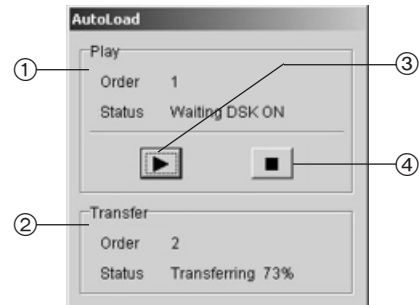 AutoLoad
Play
① ③
Order 1
Status Waiting DSK ON
④
Transfer
②
Order 2
Status Transferring 73%